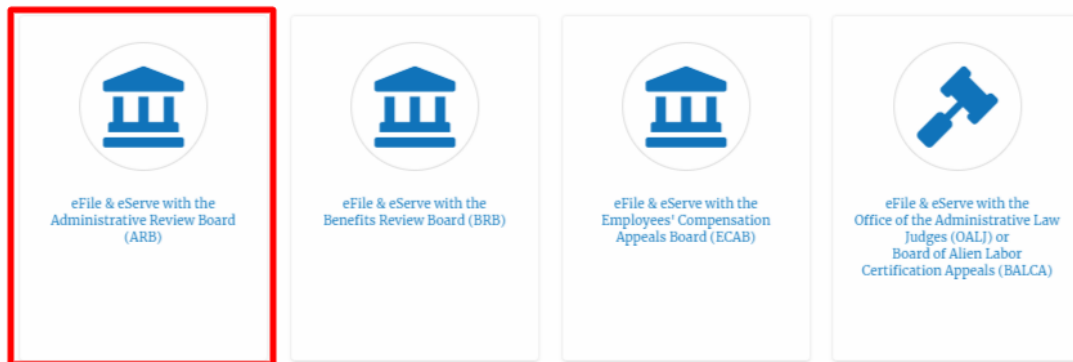 eFile & eServe with the
Administrative Review Board
(ARB)
eFile & eServe with the
Benefits Review Board (BRB)
eFile & eServe with the
Employees' Compensation
Appeals Board (ECAB)
eFile & eServe with the
Office of the Administrative Law
Judges (OALJ) or
Board of Alien Labor
Certification Appeals (BALCA)